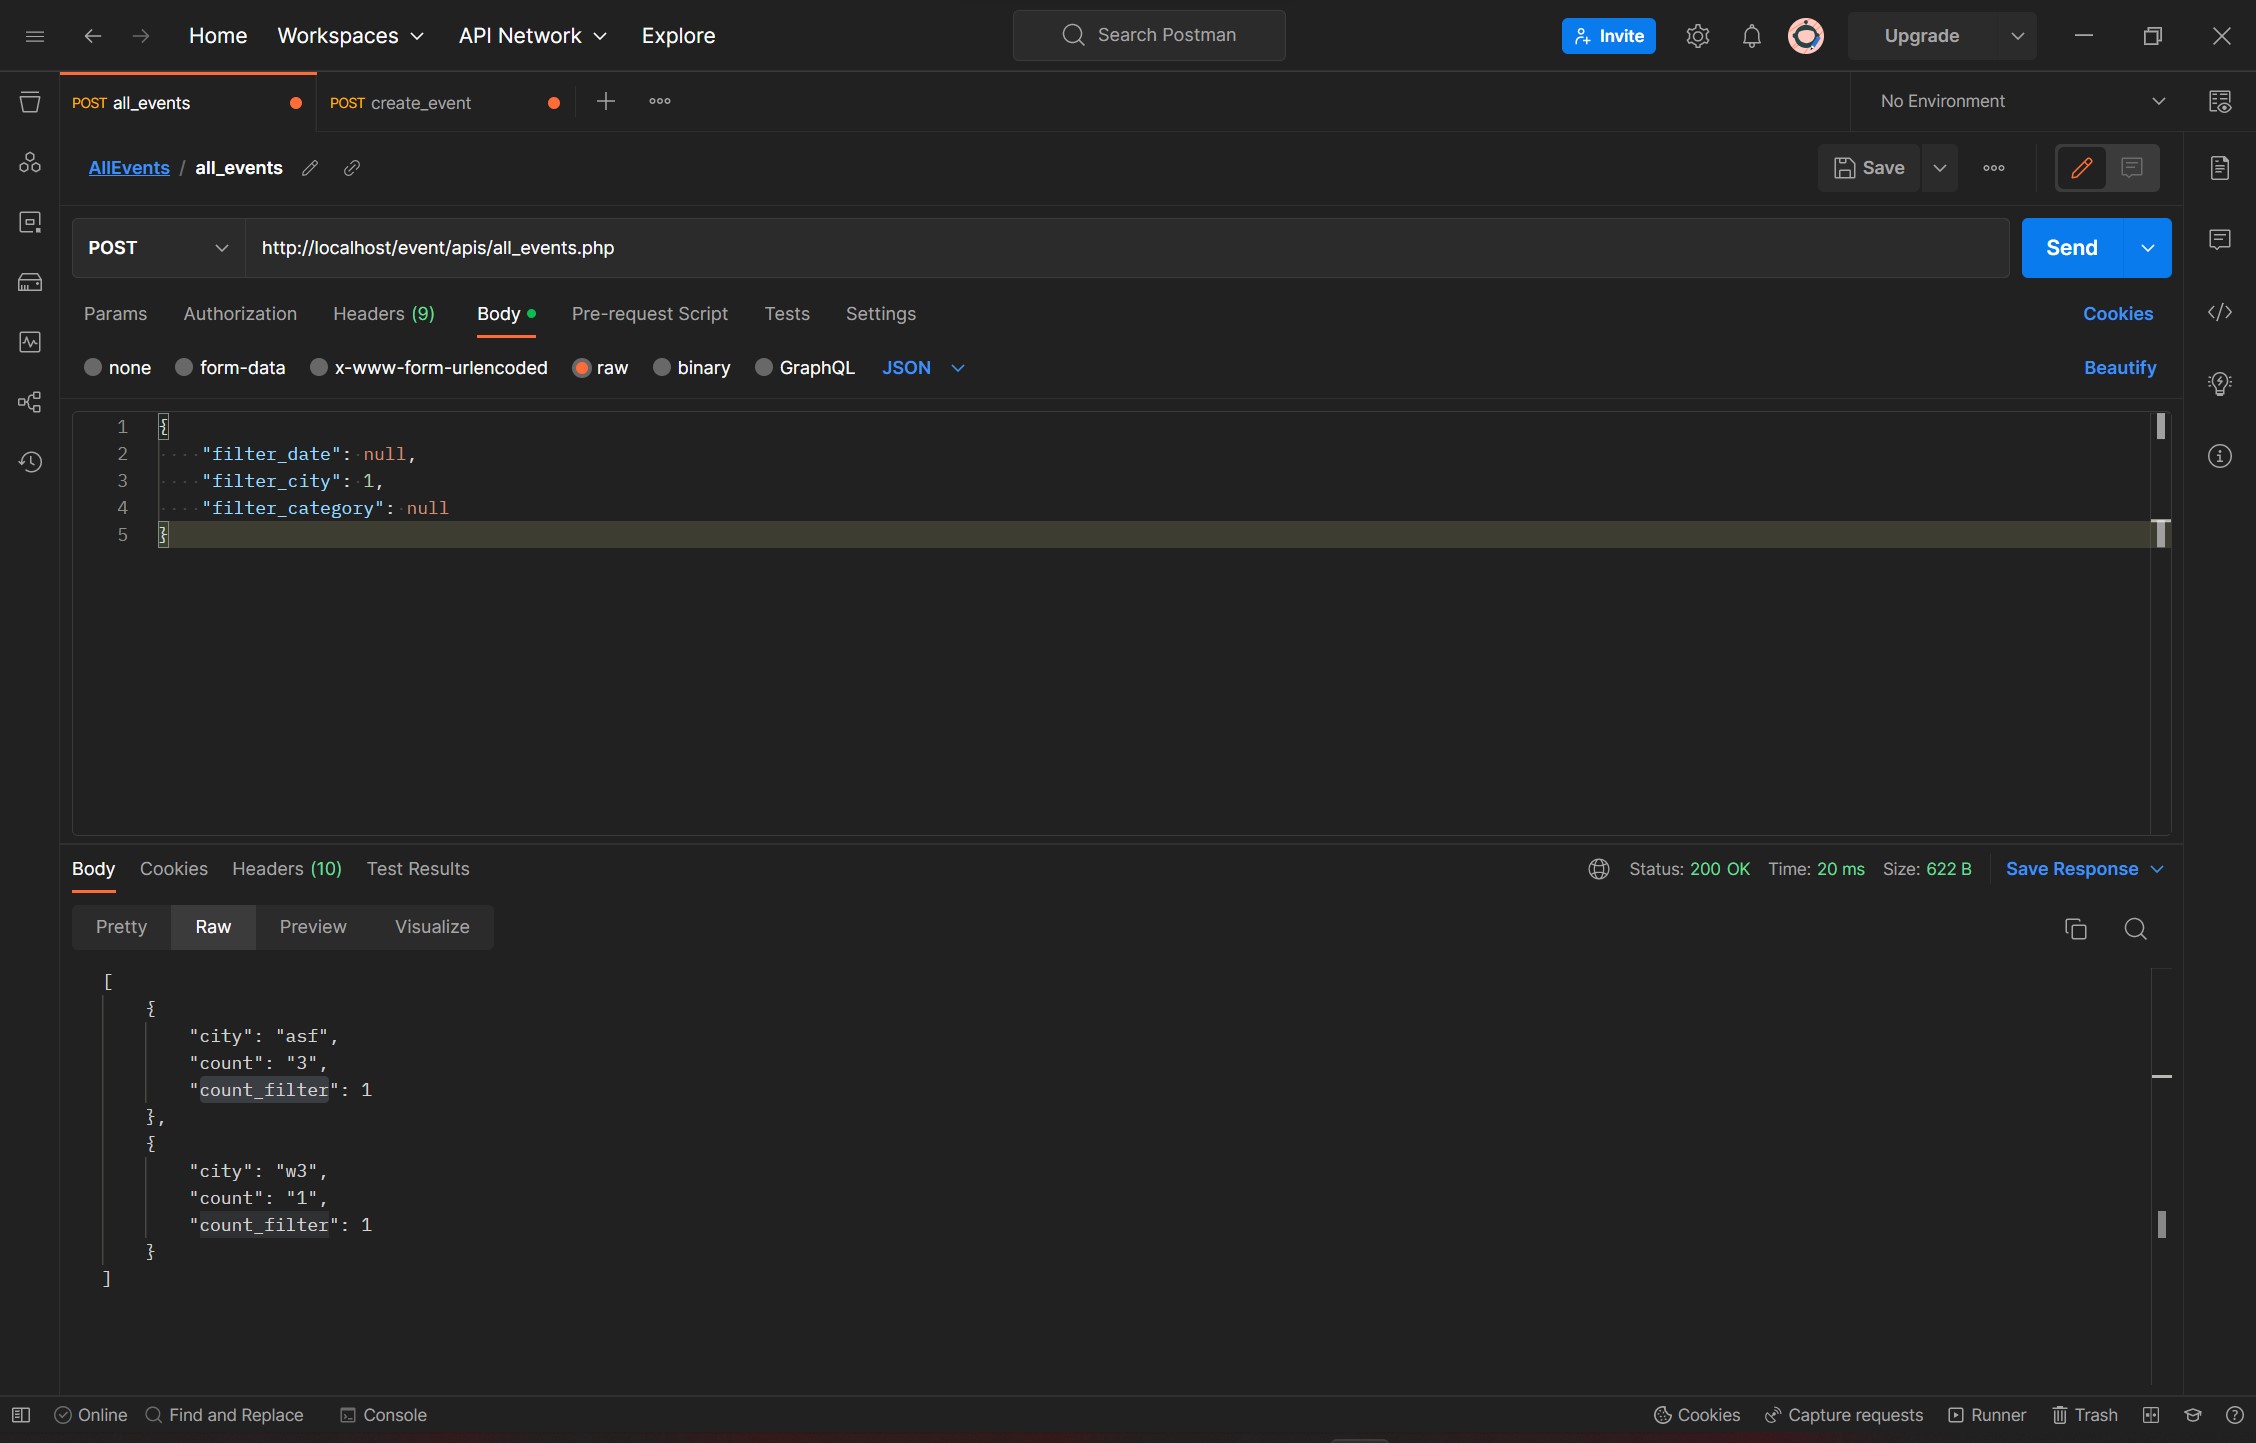 Home Workspaces API Network Explore Search Postman Invite Upgrade
POST all_events POST create_event No Environment
AllEvents / all_events Save
POST http://localhost/event/apis/all_events.php Send
Params Authorization Headers (9) Body Pre-request Script Tests Settings Cookies
none form-data x-www-form-urlencoded raw binary GraphQL JSON Beautify
1 {
2 "filter_date": null,
3 "filter_city": 1,
4 "filter_category": null
5 }
Body Cookies Headers (10) Test Results Status: 200 OK Time: 20 ms Size: 622 B Save Response
Pretty Raw Preview Visualize
[
{
"city": "asf",
"count": "3",
"count_filter": 1
},
{
"city": "w3",
"count": "1",
"count_filter": 1
}
]
Online Find and Replace Console Cookies Capture requests Runner Trash